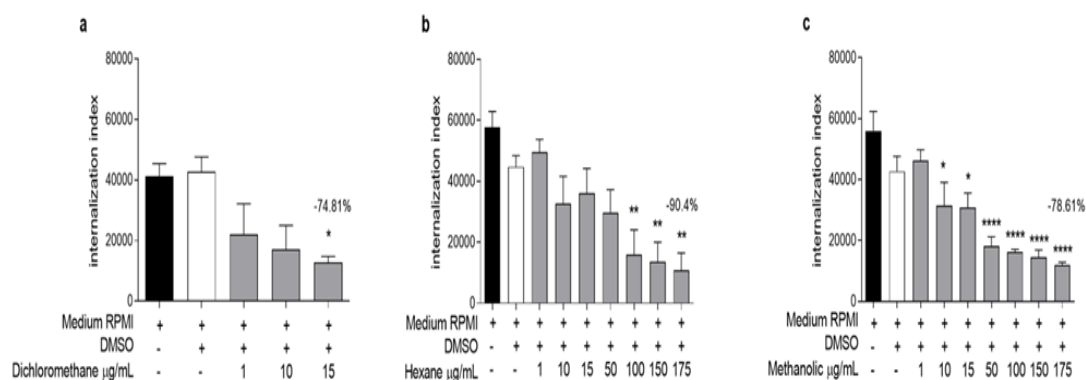 a
internalization index
80000
60000
40000
20000
0
-74.81%
*
Medium RPMI + + + + +
DMSO - + + + +
Dichloromethane µg/mL - - 1 10 15
b
internalization index
80000
60000
40000
20000
0
-90.4%
** ** **
Medium RPMI + + + + + + + + +
DMSO - + + + + + + + +
Hexane µg/mL - - 1 10 15 50 100 150 175
c
internalization index
80000
60000
40000
20000
0
-78.61%
* * **** **** **** ****
Medium RPMI + + + + + + + + +
DMSO - + + + + + + + +
Methanolic µg/mL - - 1 10 15 50 100 150 175